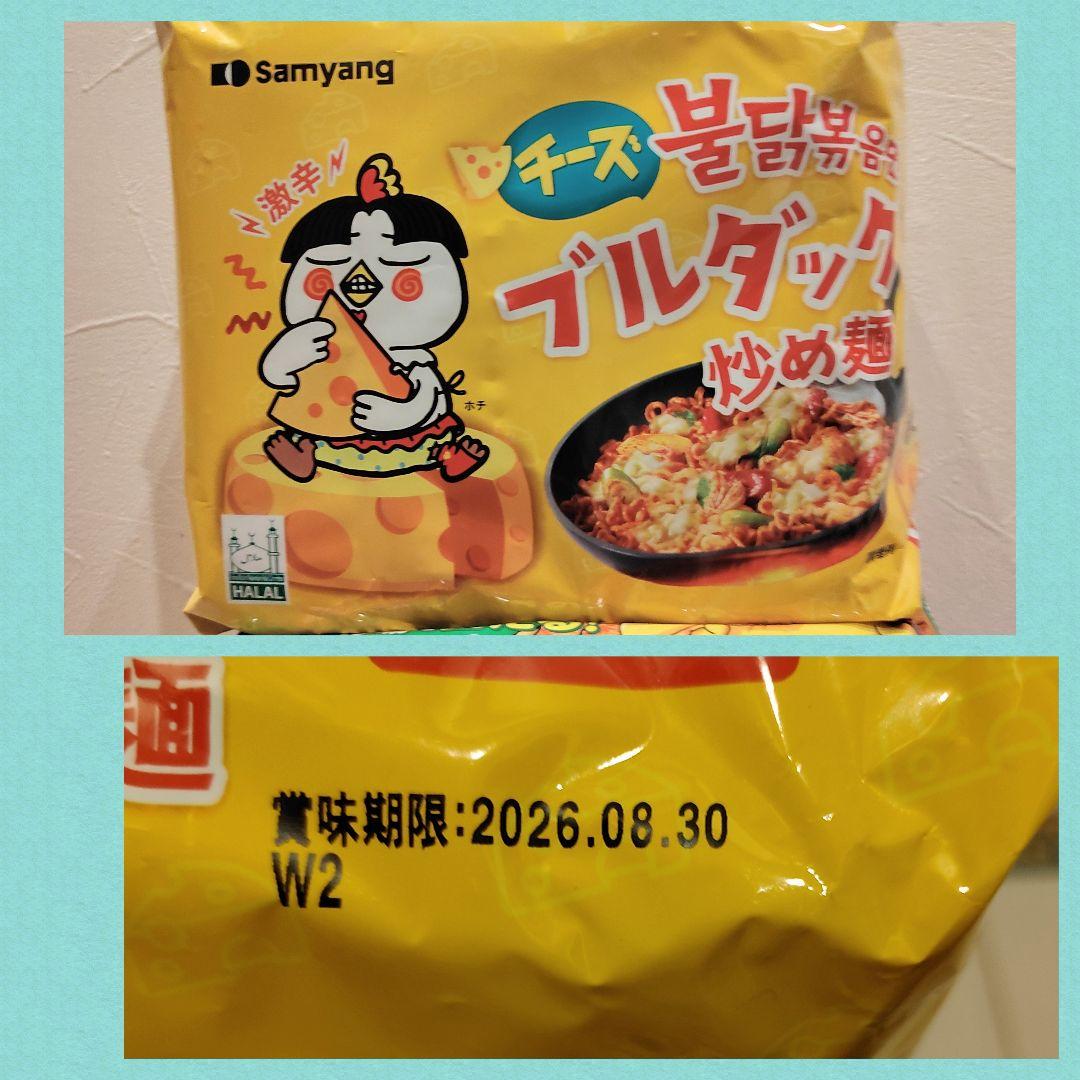 Samyang
激辛
チーズ
불닭볶음면
ブルダック
炒め麺
ホチ
HALAL
麺
賞味期限:2026.08.30
W2